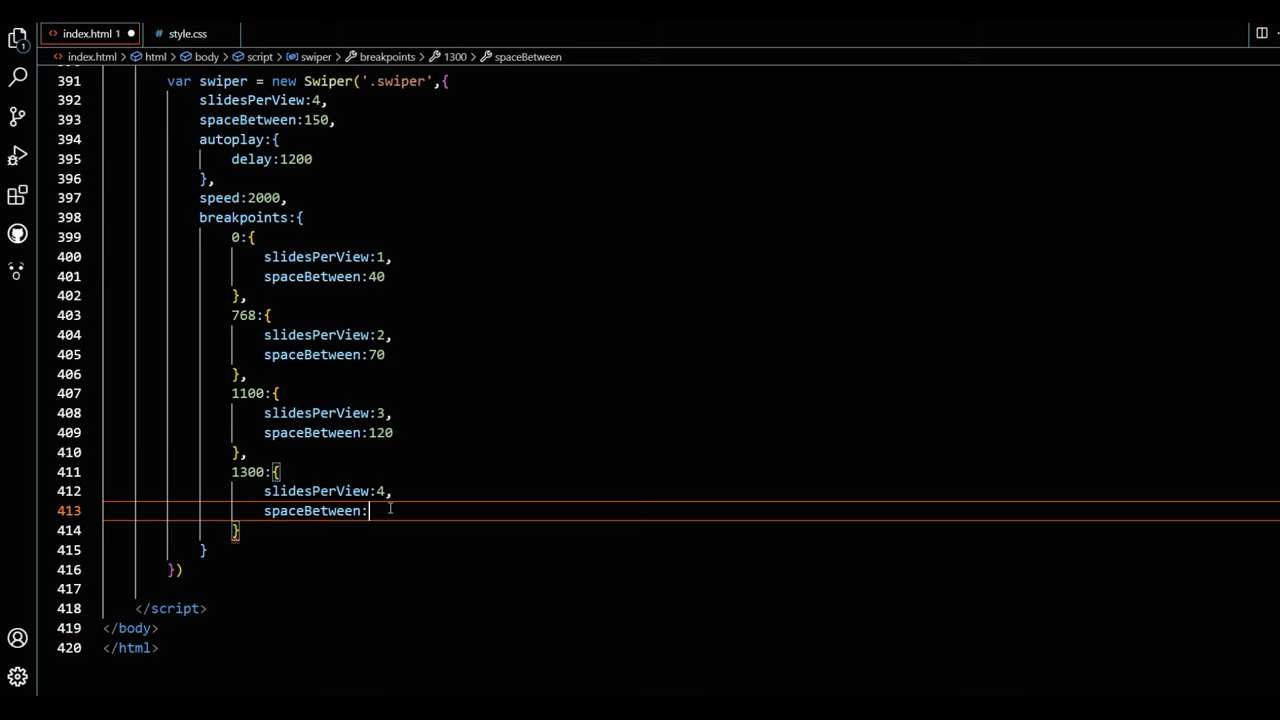 index.html 1
# style.css
<> index.html > html > body > script > swiper > breakpoints > 1300 > spaceBetween
391 var swiper = new Swiper('.swiper',{
392 slidesPerView:4,
393 spaceBetween:150,
394 autoplay:{
395 delay:1200
396 },
397 speed:2000,
398 breakpoints:{
399 0:{
400 slidesPerView:1,
401 spaceBetween:40
402 },
403 768:{
404 slidesPerView:2,
405 spaceBetween:70
406 },
407 1100:{
408 slidesPerView:3,
409 spaceBetween:120
410 },
411 1300:{
412 slidesPerView:4,
413 spaceBetween:
414 }
415 }
416 })
417
418 </script>
419 </body>
420 </html>
1